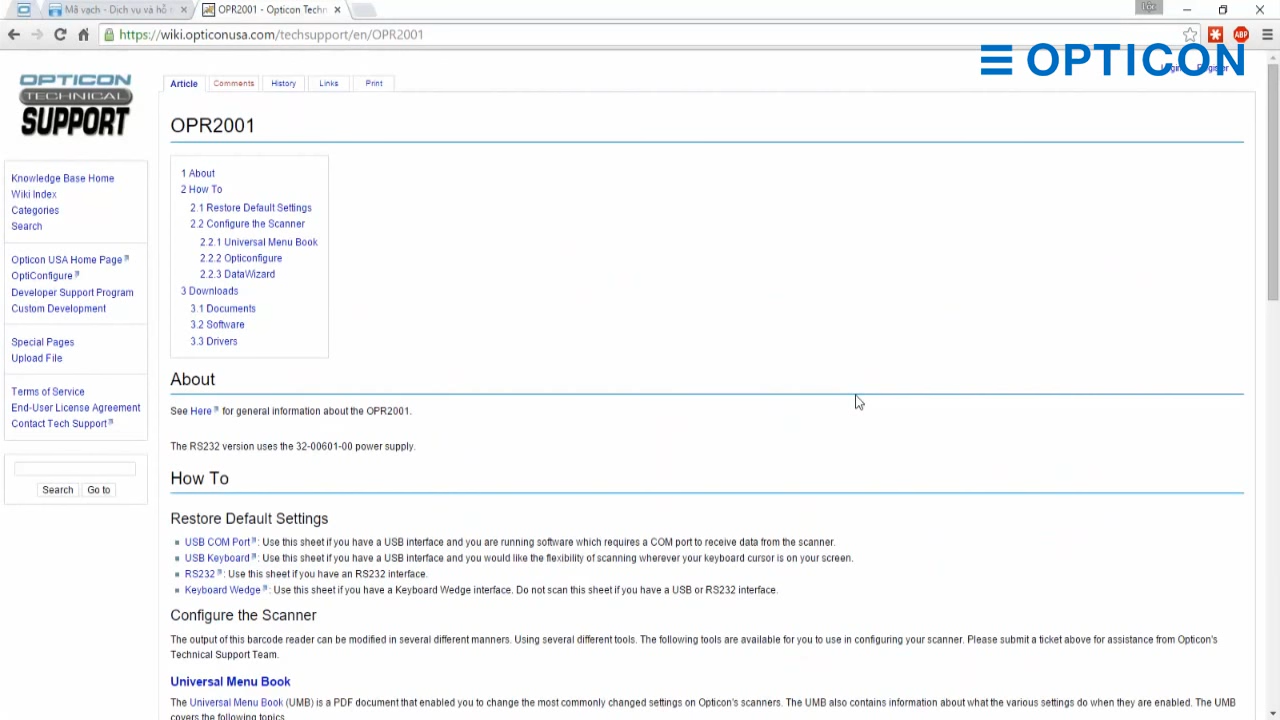 Mã vạch - Dịch vụ và hỗ
OPR2001 - Opticon Techn
https://wiki.opticonusa.com/techsupport/en/OPR2001
OPTICON
OPTICON
TECHNICAL
SUPPORT
Article
Comments
History
Links
Print
OPR2001
Knowledge Base Home
Wiki Index
Categories
Search
Opticon USA Home Page
OptiConfigure
Developer Support Program
Custom Development
Special Pages
Upload File
Terms of Service
End-User License Agreement
Contact Tech Support
Search Go to
1 About
2 How To
2.1 Restore Default Settings
2.2 Configure the Scanner
2.2.1 Universal Menu Book
2.2.2 Opticonfigure
2.2.3 DataWizard
3 Downloads
3.1 Documents
3.2 Software
3.3 Drivers
About
See Here for general information about the OPR2001.
The RS232 version uses the 32-00601-00 power supply.
How To
Restore Default Settings
USB COM Port: Use this sheet if you have a USB interface and you are running software which requires a COM port to receive data from the scanner.
USB Keyboard: Use this sheet if you have a USB interface and you would like the flexibility of scanning wherever your keyboard cursor is on your screen.
RS232: Use this sheet if you have an RS232 interface.
Keyboard Wedge: Use this sheet if you have a Keyboard Wedge interface. Do not scan this sheet if you have a USB or RS232 interface.
Configure the Scanner
The output of this barcode reader can be modified in several different manners. Using several different tools. The following tools are available for you to use in configuring your scanner. Please submit a ticket above for assistance from Opticon's
Technical Support Team.
Universal Menu Book
The Universal Menu Book (UMB) is a PDF document that enabled you to change the most commonly changed settings on Opticon's scanners. The UMB also contains information about what the various settings do when they are enabled. The UMB
covers the following topics